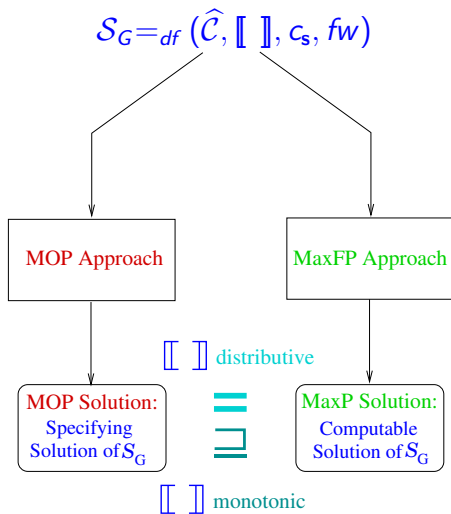 𝒮_G =_df (𝒞̂, ⟦ ⟧, c_s, fw)
MOP Approach
MaxFP Approach
⟦ ⟧ distributive
MOP Solution:
Specifying
Solution of S_G
=
⊒
MaxP Solution:
Computable
Solution of S_G
⟦ ⟧ monotonic